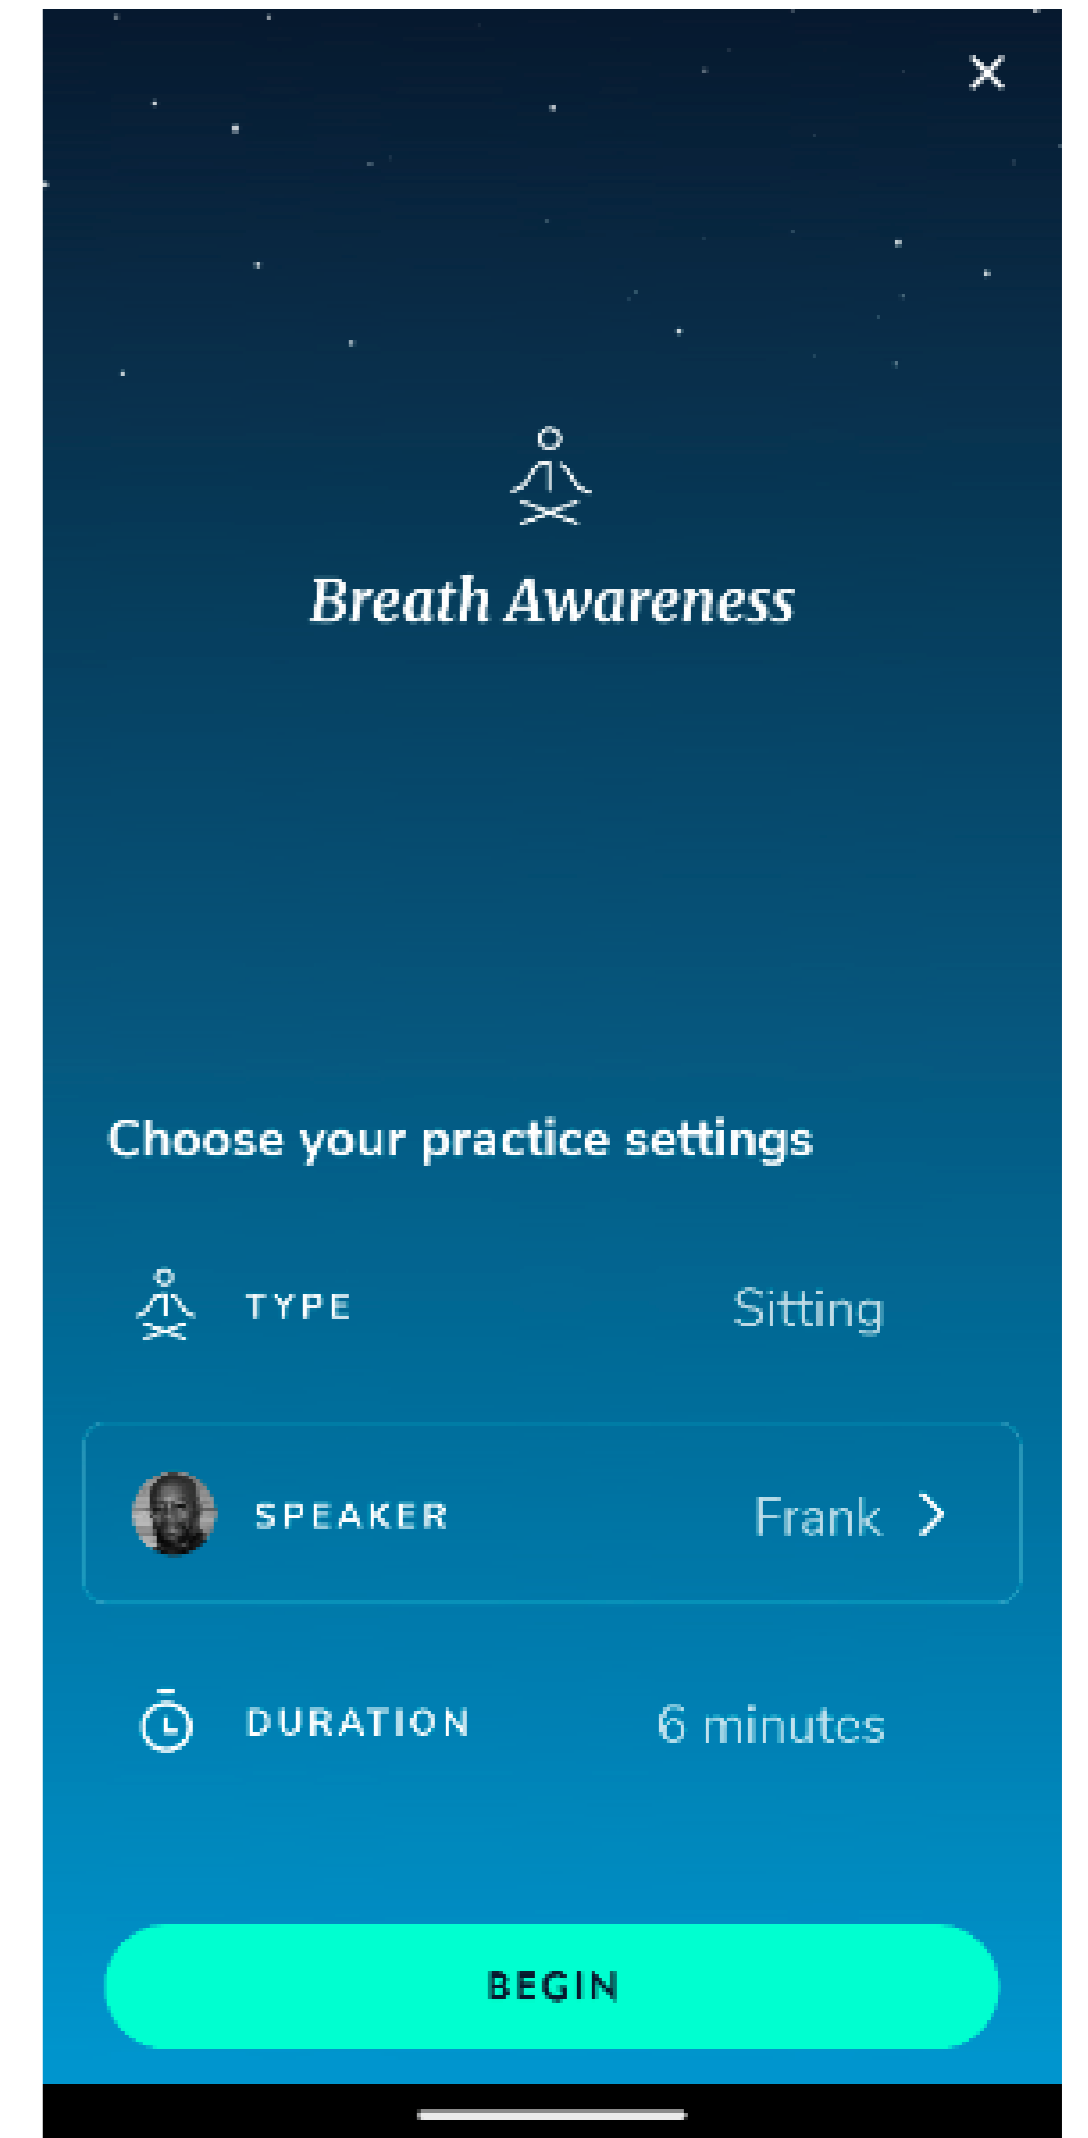 Breath Awareness
Choose your practice settings
TYPE Sitting
SPEAKER Frank
DURATION 6 minutes
BEGIN